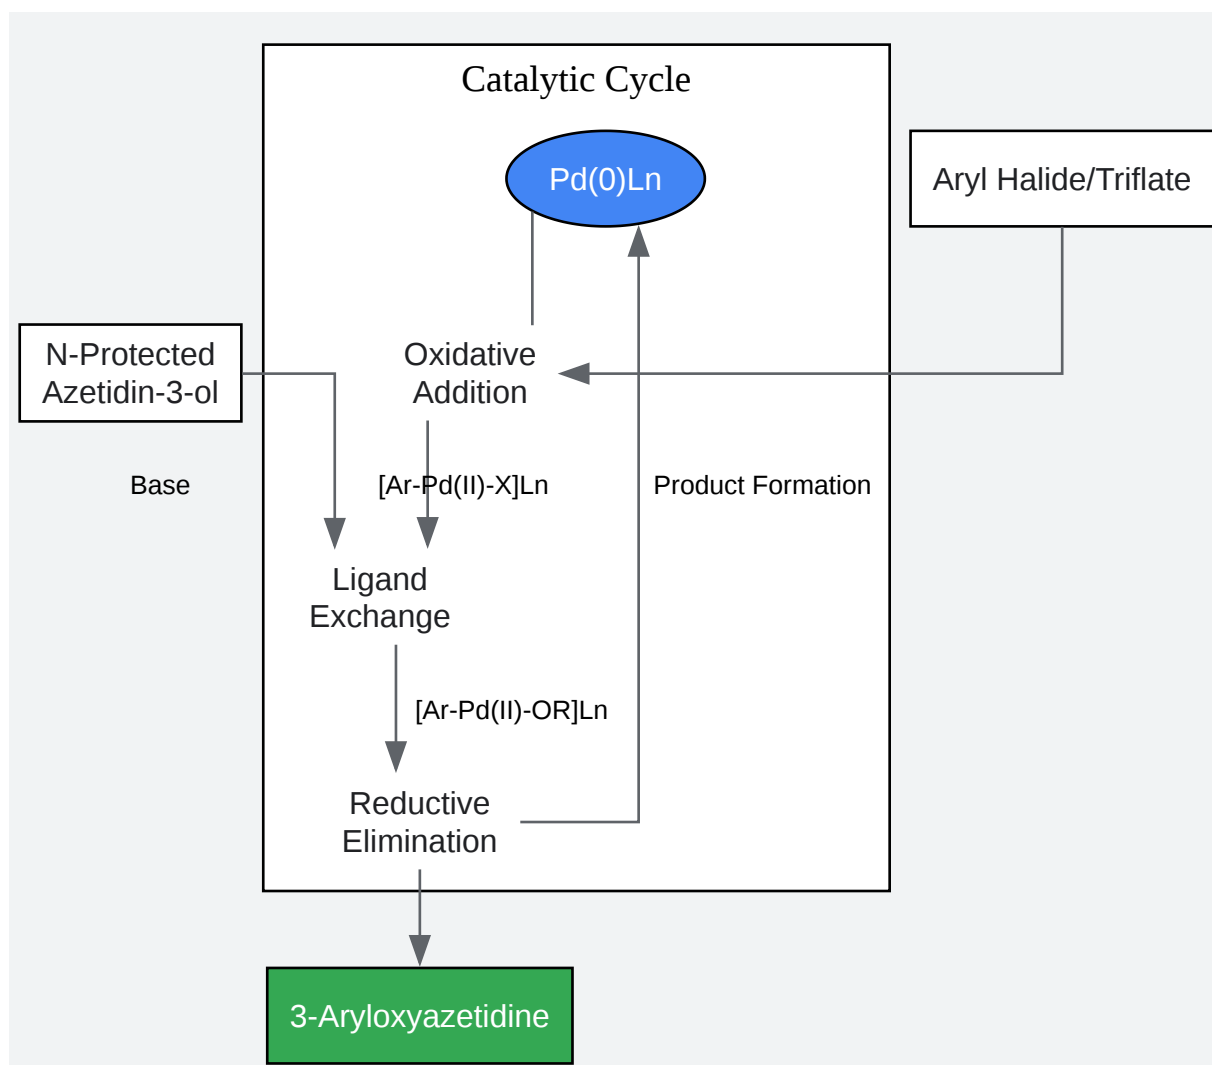 Catalytic Cycle
Pd(0)Ln
Aryl Halide/Triflate
N-Protected
Azetidin-3-ol
Oxidative
Addition
Base
[Ar-Pd(II)-X]Ln
Product Formation
Ligand
Exchange
[Ar-Pd(II)-OR]Ln
Reductive
Elimination
3-Aryloxyazetidine